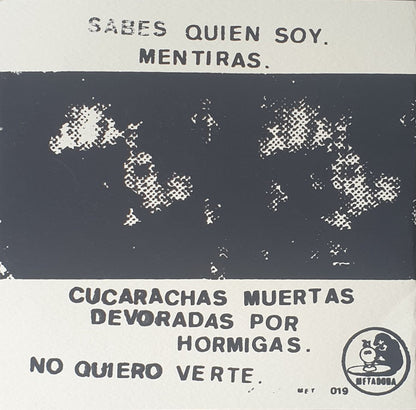 SABES QUIEN SOY.
MENTIRAS.
CUCARACHAS MUERTAS
DEVORADAS POR
HORMIGAS.
NO QUIERO VERTE.
MET 019
METADONA